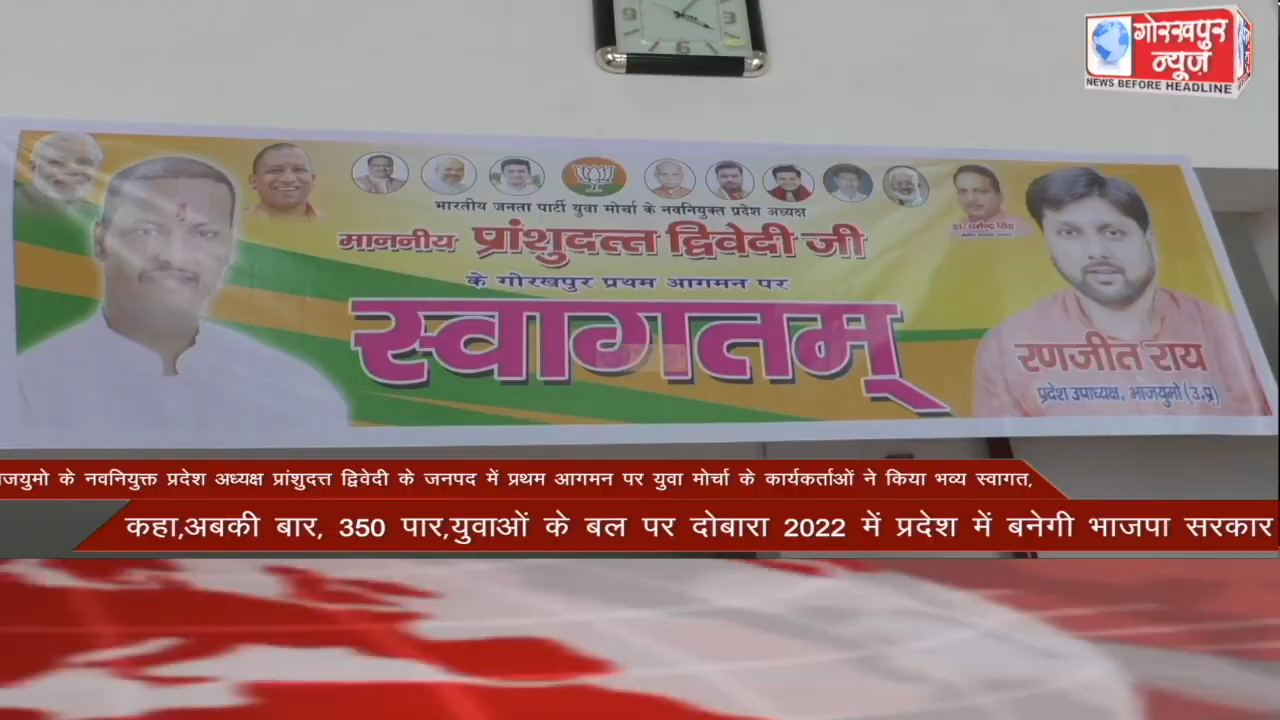 6
गोरखपुर
न्यूज़
NEWS BEFORE HEADLINE
भारतीय जनता पार्टी युवा मोर्चा के नवनियुक्त प्रदेश अध्यक्ष
माननीय प्रांशुदत्त द्विवेदी जी
के गोरखपुर प्रथम आगमन पर
स्वागतम्
डा. धर्मेन्द्र सिंह
रणजीत राय
प्रदेश उपाध्यक्ष, भाजयुमो (उ.प्र)
जयुमो के नवनियुक्त प्रदेश अध्यक्ष प्रांशुदत्त द्विवेदी के जनपद में प्रथम आगमन पर युवा मोर्चा के कार्यकर्ताओं ने किया भव्य स्वागत,
कहा,अबकी बार, 350 पार,युवाओं के बल पर दोबारा 2022 में प्रदेश में बनेगी भाजपा सरकार